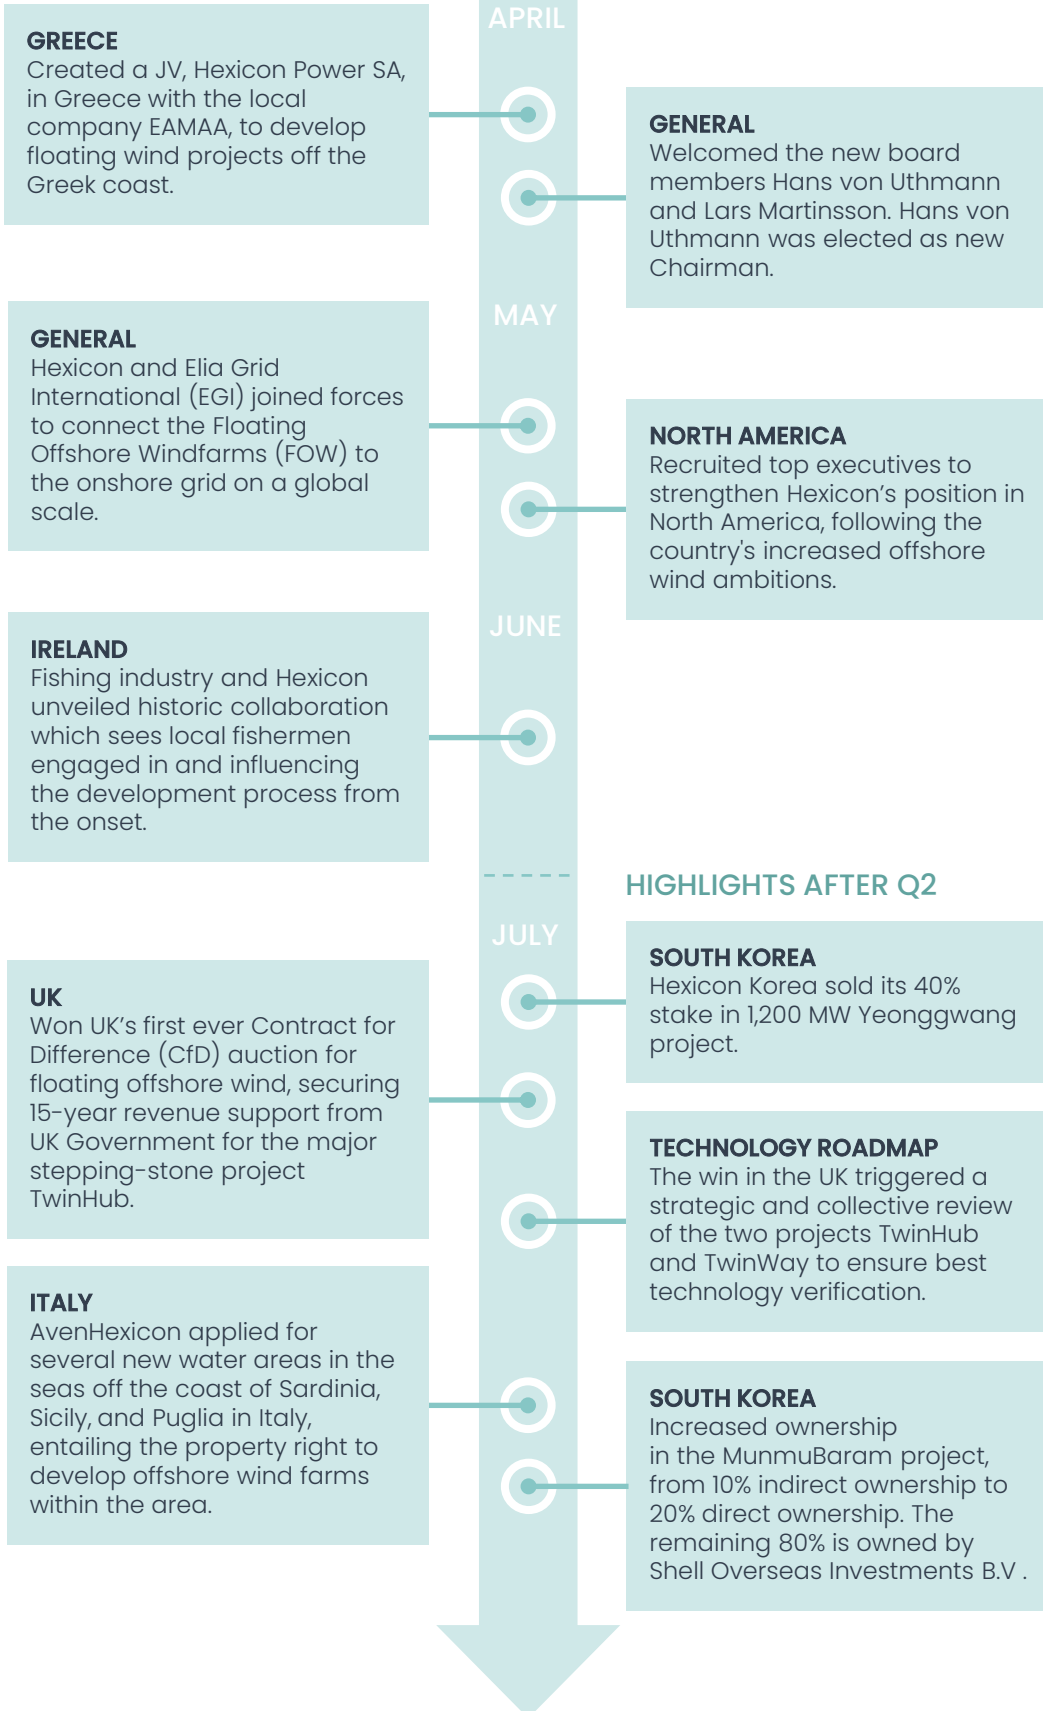 APRIL
GREECE
Created a JV, Hexicon Power SA,
in Greece with the local
company EAMAA, to develop
floating wind projects off the
Greek coast.
GENERAL
Welcomed the new board
members Hans von Uthmann
and Lars Martinsson. Hans von
Uthmann was elected as new
Chairman.
MAY
GENERAL
Hexicon and Elia Grid
International (EGI) joined forces
to connect the Floating
Offshore Windfarms (FOW) to
the onshore grid on a global
scale.
NORTH AMERICA
Recruited top executives to
strengthen Hexicon’s position in
North America, following the
country's increased offshore
wind ambitions.
JUNE
IRELAND
Fishing industry and Hexicon
unveiled historic collaboration
which sees local fishermen
engaged in and influencing
the development process from
the onset.
HIGHLIGHTS AFTER Q2
JULY
SOUTH KOREA
Hexicon Korea sold its 40%
stake in 1,200 MW Yeonggwang
project.
UK
Won UK’s first ever Contract for
Difference (CfD) auction for
floating offshore wind, securing
15-year revenue support from
UK Government for the major
stepping-stone project
TwinHub.
TECHNOLOGY ROADMAP
The win in the UK triggered a
strategic and collective review
of the two projects TwinHub
and TwinWay to ensure best
technology verification.
ITALY
AvenHexicon applied for
several new water areas in the
seas off the coast of Sardinia,
Sicily, and Puglia in Italy,
entailing the property right to
develop offshore wind farms
within the area.
SOUTH KOREA
Increased ownership
in the MunmuBaram project,
from 10% indirect ownership to
20% direct ownership. The
remaining 80% is owned by
Shell Overseas Investments B.V .